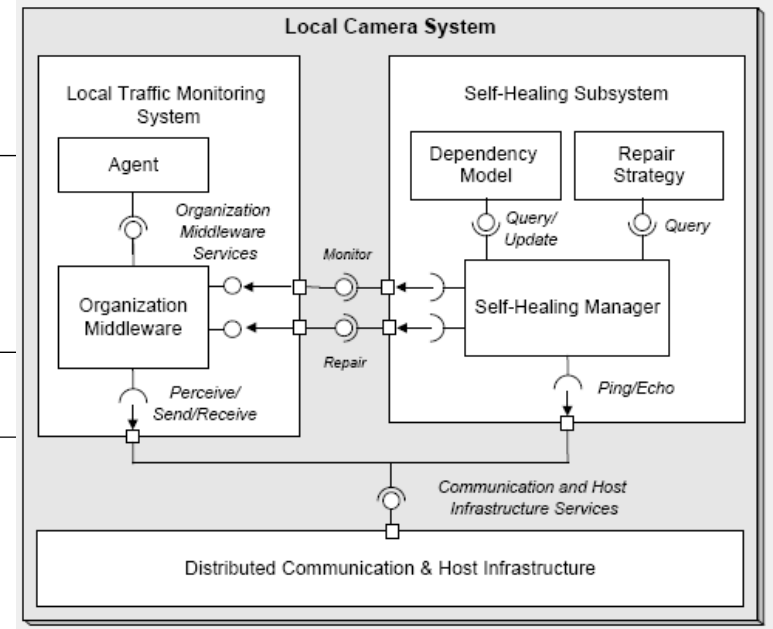 Local Camera System
Local Traffic Monitoring
System
Agent
Organization
Middleware
Services
Organization
Middleware
Perceive/
Send/Receive
Monitor
Repair
Self-Healing Subsystem
Dependency
Model
Repair
Strategy
Query/
Update
Query
Self-Healing Manager
Ping/Echo
Communication and Host
Infrastructure Services
Distributed Communication & Host Infrastructure